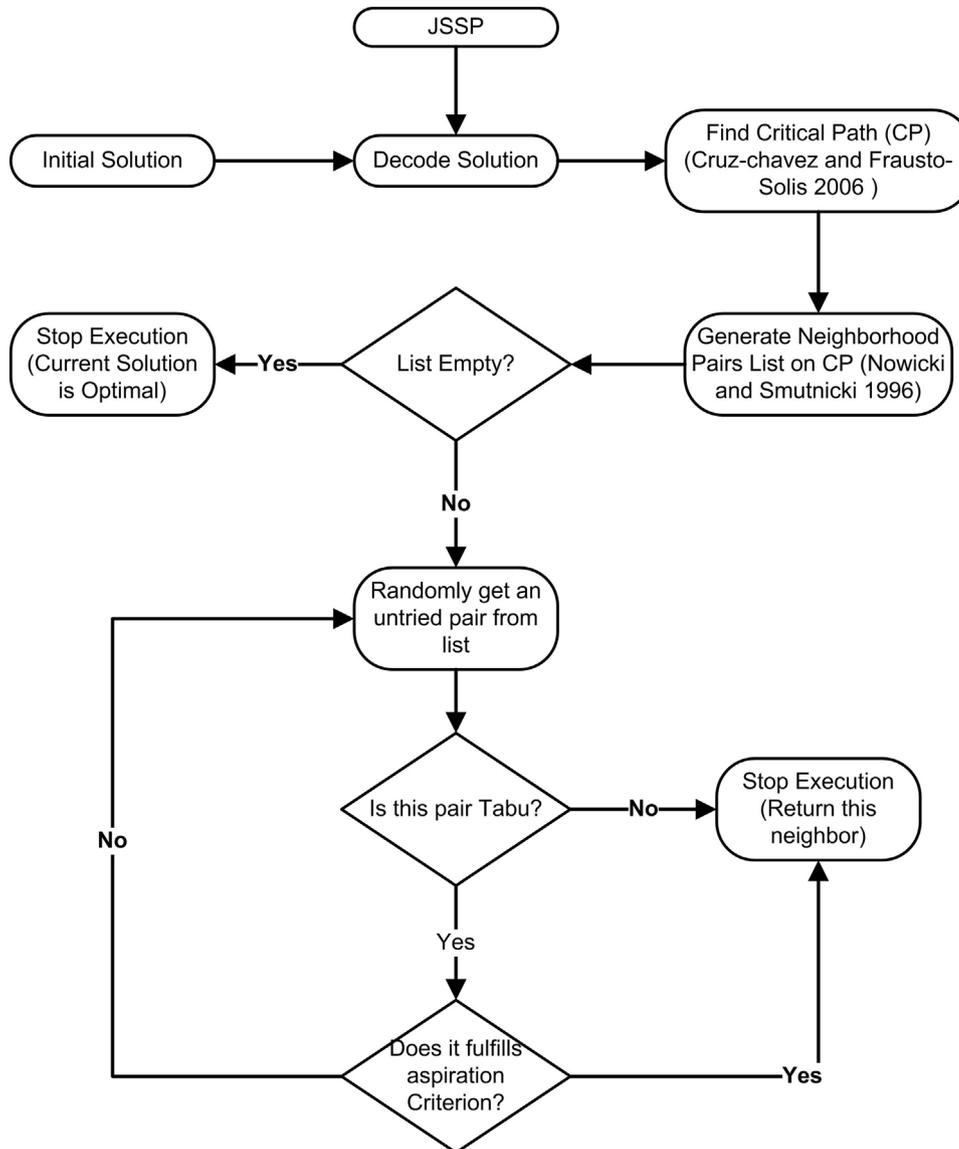 JSSP
Initial Solution
Decode Solution
Find Critical Path (CP)
(Cruz-chavez and Frausto-
Solis 2006 )
Stop Execution
(Current Solution
is Optimal)
Yes
List Empty?
Generate Neighborhood
Pairs List on CP (Nowicki
and Smutnicki 1996)
No
Randomly get an
untried pair from
list
Is this pair Tabu?
No
Stop Execution
(Return this
neighbor)
No
Yes
Does it fulfills
aspiration
Criterion?
Yes